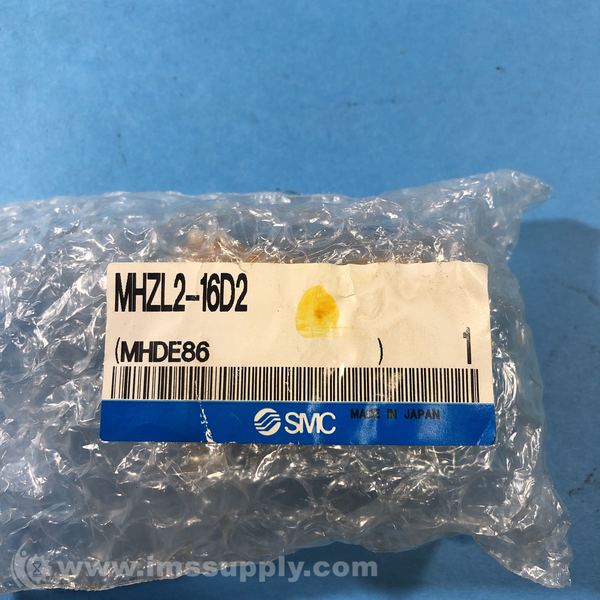 MHZL2-16D2
(MHDE86 ) 1
SMC MADE IN JAPAN
www.imssupply.com